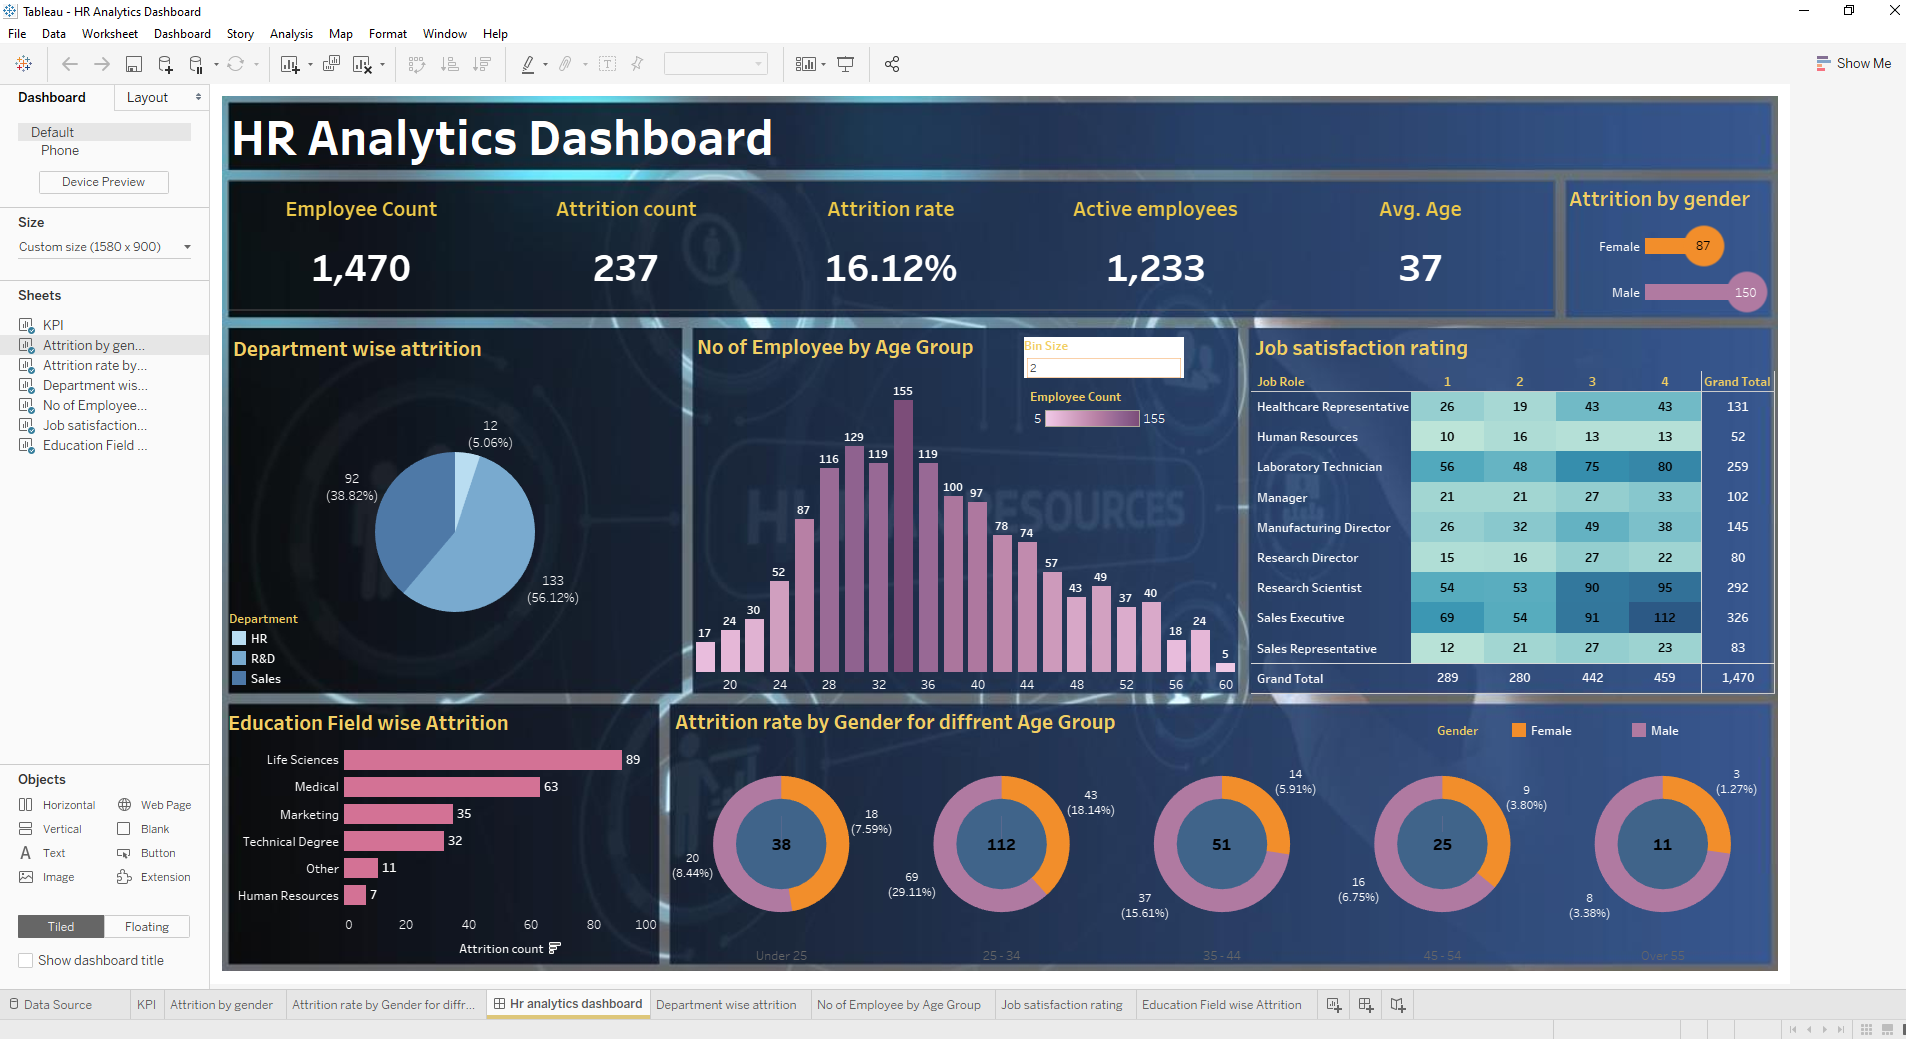 Tableau - HR Analytics Dashboard
File Data Worksheet Dashboard Story Analysis Map Format Window Help
Show Me
Dashboard Layout
Default
Phone
Device Preview
Size
Custom size (1580 x 900)
Sheets
KPI
Attrition by gen...
Attrition rate by...
Department wis...
No of Employee...
Job satisfaction...
Education Field ...
Objects
Horizontal Web Page
Vertical Blank
Text Button
Image Extension
Tiled Floating
Show dashboard title
HR Analytics Dashboard
Employee Count Attrition count Attrition rate Active employees Avg. Age
1,470 237 16.12% 1,233 37
Attrition by gender
Female 87
Male 150
Department wise attrition
12
(5.06%)
92
(38.82%)
133
(56.12%)
Department
HR
R&D
Sales
No of Employee by Age Group
Bin Size
2
Employee Count
5 155
17 24 30 52 87 116 129 119 155 119 100 97 78 74 57 43 49 37 40 18 24 5
20 24 28 32 36 40 44 48 52 56 60
HUMAN RESOURCES
Job satisfaction rating
Job Role 1 2 3 4 Grand Total
Healthcare Representative 26 19 43 43 131
Human Resources 10 16 13 13 52
Laboratory Technician 56 48 75 80 259
Manager 21 21 27 33 102
Manufacturing Director 26 32 49 38 145
Research Director 15 16 27 22 80
Research Scientist 54 53 90 95 292
Sales Executive 69 54 91 112 326
Sales Representative 12 21 27 23 83
Grand Total 289 280 442 459 1,470
Education Field wise Attrition
Life Sciences 89
Medical 63
Marketing 35
Technical Degree 32
Other 11
Human Resources 7
0 20 40 60 80 100
Attrition count
Attrition rate by Gender for diffrent Age Group
Gender Female Male
18
(7.59%)
38
20
(8.44%)
Under 25
43
(18.14%)
112
69
(29.11%)
25 - 34
14
(5.91%)
51
37
(15.61%)
35 - 44
9
(3.80%)
25
16
(6.75%)
45 - 54
3
(1.27%)
11
8
(3.38%)
Over 55
Data Source KPI Attrition by gender Attrition rate by Gender for diffr... Hr analytics dashboard Department wise attrition No of Employee by Age Group Job satisfaction rating Education Field wise Attrition